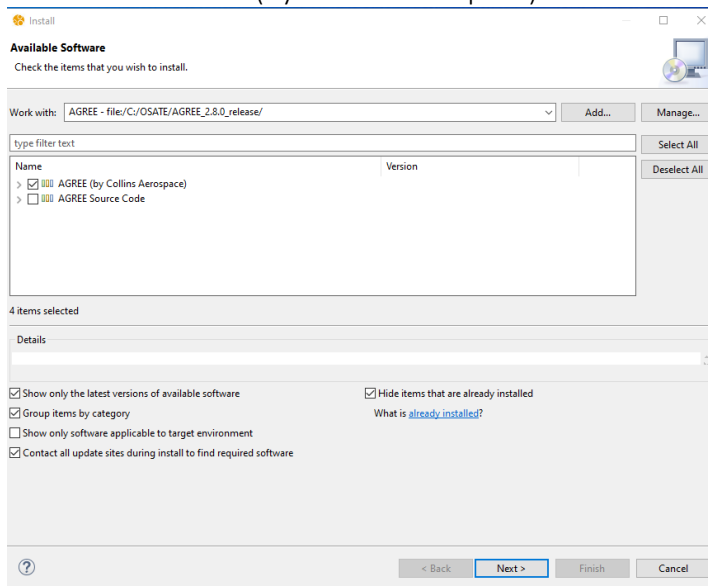 Install
Available Software
Check the items that you wish to install.
Work with: AGREE - file:/C:/OSATE/AGREE_2.8.0_release/ Add... Manage...
type filter text Select All
Name Version Deselect All
AGREE (by Collins Aerospace)
AGREE Source Code
4 items selected
Details
Show only the latest versions of available software Hide items that are already installed
Group items by category What is already installed?
Show only software applicable to target environment
Contact all update sites during install to find required software
? < Back Next > Finish Cancel